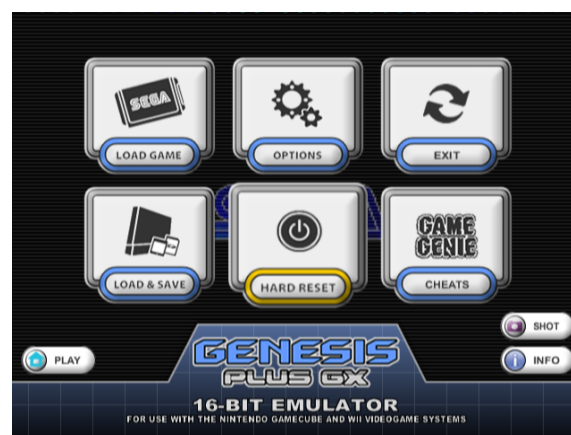 SEGA
LOAD GAME
OPTIONS
EXIT
LOAD & SAVE
HARD RESET
GAME
GENIE
CHEATS
SHOT
PLAY
INFO
GENESIS
PLUS GX
16-BIT EMULATOR
FOR USE WITH THE NINTENDO GAMECUBE AND WII VIDEOGAME SYSTEMS